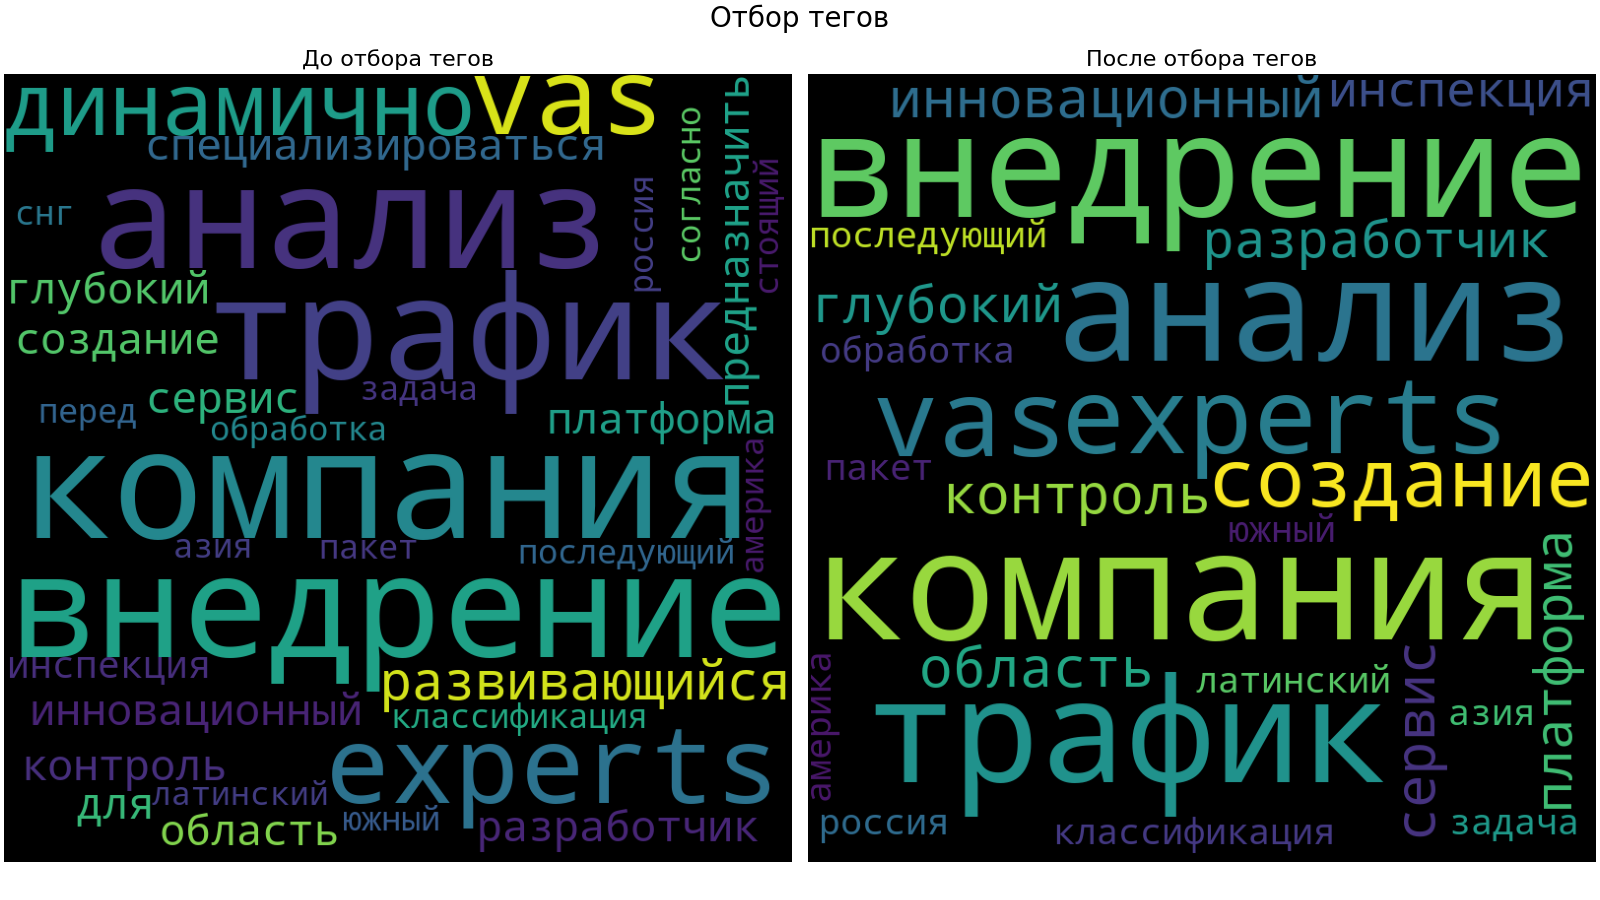 Отбор тегов
До отбора тегов
динамично
vas
специализироваться
согласно
предназначить
стоящий
россия
снг
анализ
глубокий
трафик
создание
задача
сервис
перед
обработка
платформа
компания
америка
азия
пакет
последующий
внедрение
инспекция
развивающийся
инновационный
классификация
experts
контроль
латинский
для
южный
область
разработчик
После отбора тегов
инновационный
инспекция
внедрение
последующий
разработчик
глубокий
анализ
обработка
vas
experts
пакет
создание
контроль
южный
компания
платформа
область
латинский
сервис
америка
трафик
азия
россия
классификация
задача